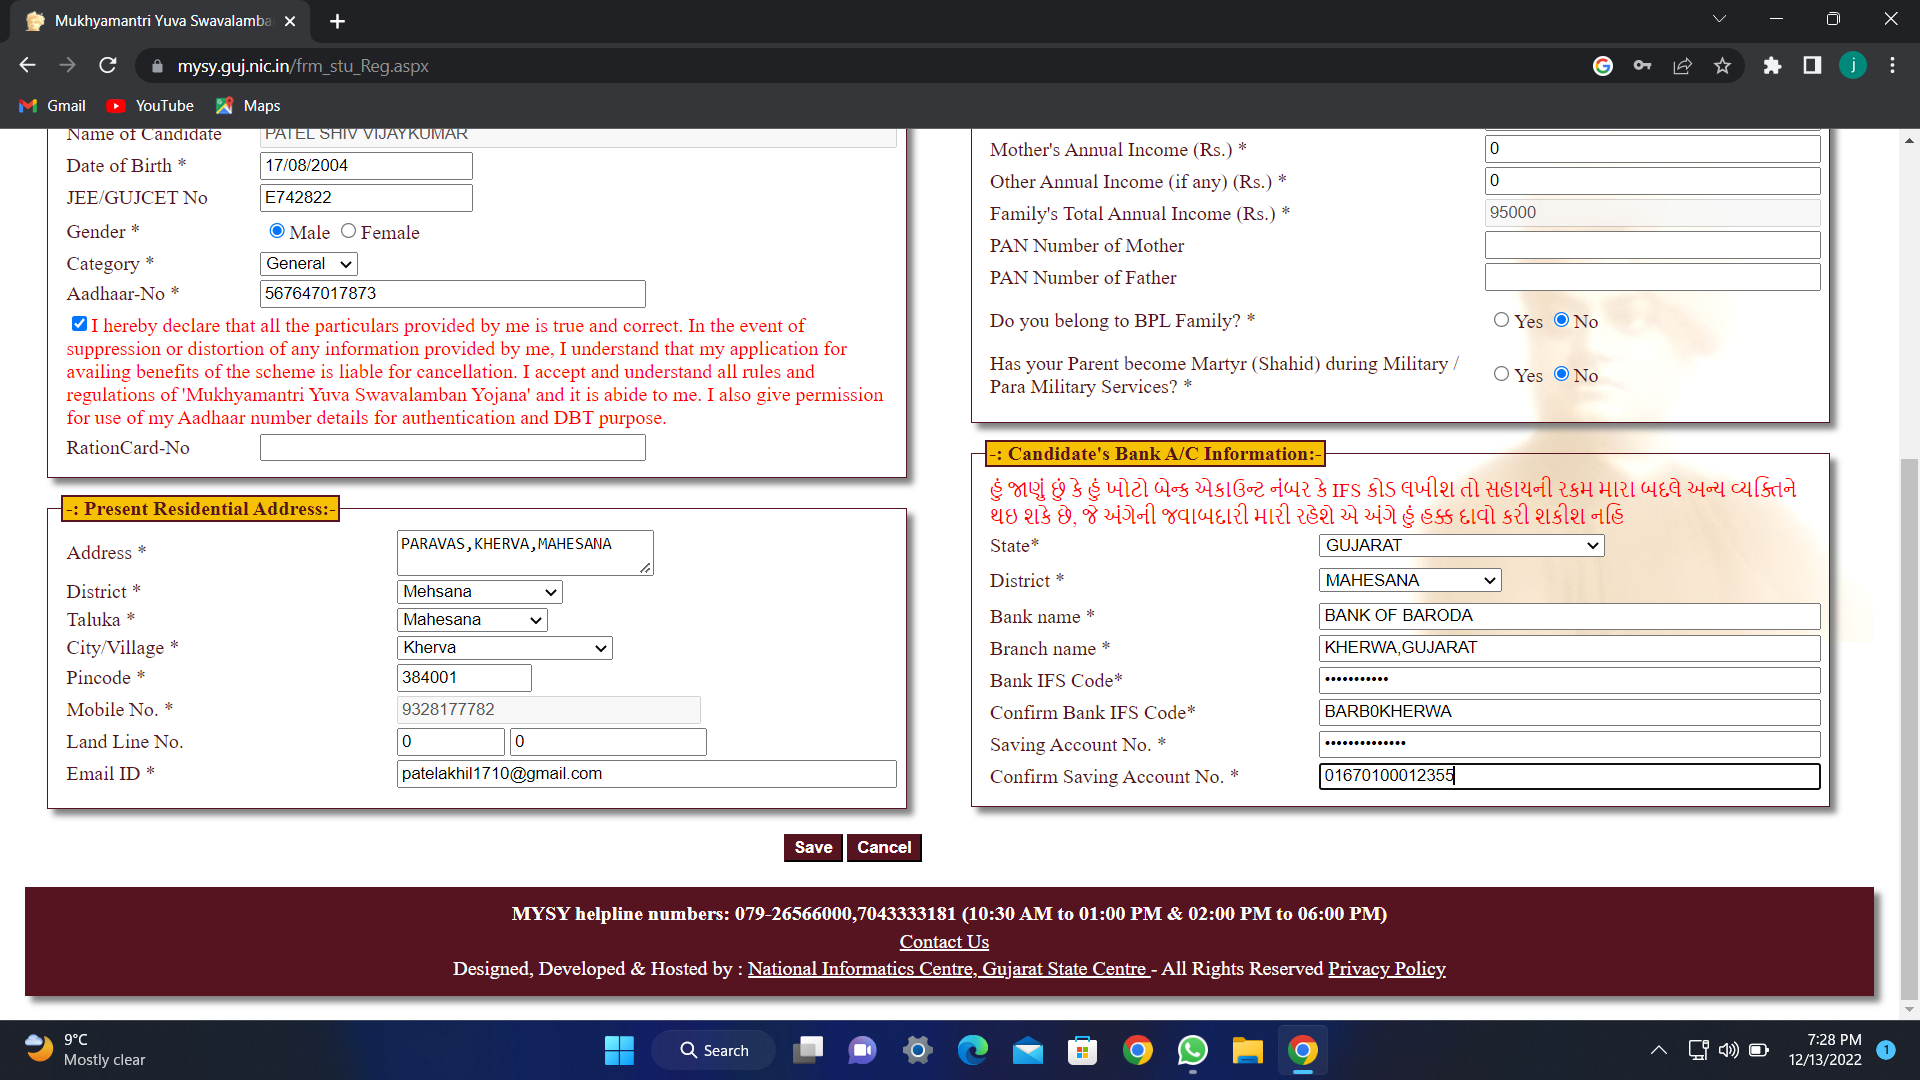 Mukhyamantri Yuva Swavalamba
mysy.guj.nic.in/frm_stu_Reg.aspx
j
Gmail
YouTube
Maps
Name of Candidate PATEL SHIV VIJAYKUMAR
Date of Birth * 17/08/2004
JEE/GUJCET No E742822
Gender * Male Female
Category * General
Aadhaar-No * 567647017873
I hereby declare that all the particulars provided by me is true and correct. In the event of
suppression or distortion of any information provided by me, I understand that my application for
availing benefits of the scheme is liable for cancellation. I accept and understand all rules and
regulations of 'Mukhyamantri Yuva Swavalamban Yojana' and it is abide to me. I also give permission
for use of my Aadhaar number details for authentication and DBT purpose.
RationCard-No
-: Present Residential Address:-
Address * PARAVAS,KHERVA,MAHESANA
District * Mehsana
Taluka * Mahesana
City/Village * Kherva
Pincode * 384001
Mobile No. * 9328177782
Land Line No. 0 0
Email ID * patelakhil1710@gmail.com
Mother's Annual Income (Rs.) * 0
Other Annual Income (if any) (Rs.) * 0
Family's Total Annual Income (Rs.) * 95000
PAN Number of Mother
PAN Number of Father
Do you belong to BPL Family? * Yes No
Has your Parent become Martyr (Shahid) during Military /
Para Military Services? * Yes No
-: Candidate's Bank A/C Information:-
હું જાણું છું કે હું ખોટો બેન્ક એકાઉન્ટ નંબર કે IFS કોડ લખીશ તો સહાયની રકમ મારા બદલે અન્ય વ્યક્તિને
થઇ શકે છે, જે અંગેની જવાબદારી મારી રહેશે એ અંગે હું હક્ક દાવો કરી શકીશ નહિ
State* GUJARAT
District * MAHESANA
Bank name * BANK OF BARODA
Branch name * KHERWA,GUJARAT
Bank IFS Code* •••••••••••
Confirm Bank IFS Code* BARB0KHERWA
Saving Account No. * ••••••••••••••
Confirm Saving Account No. * 01670100012355
Save Cancel
MYSY helpline numbers: 079-26566000,7043333181 (10:30 AM to 01:00 PM & 02:00 PM to 06:00 PM)
Contact Us
Designed, Developed & Hosted by : National Informatics Centre, Gujarat State Centre - All Rights Reserved Privacy Policy
9°C
Mostly clear
Search
7:28 PM
12/13/2022
1